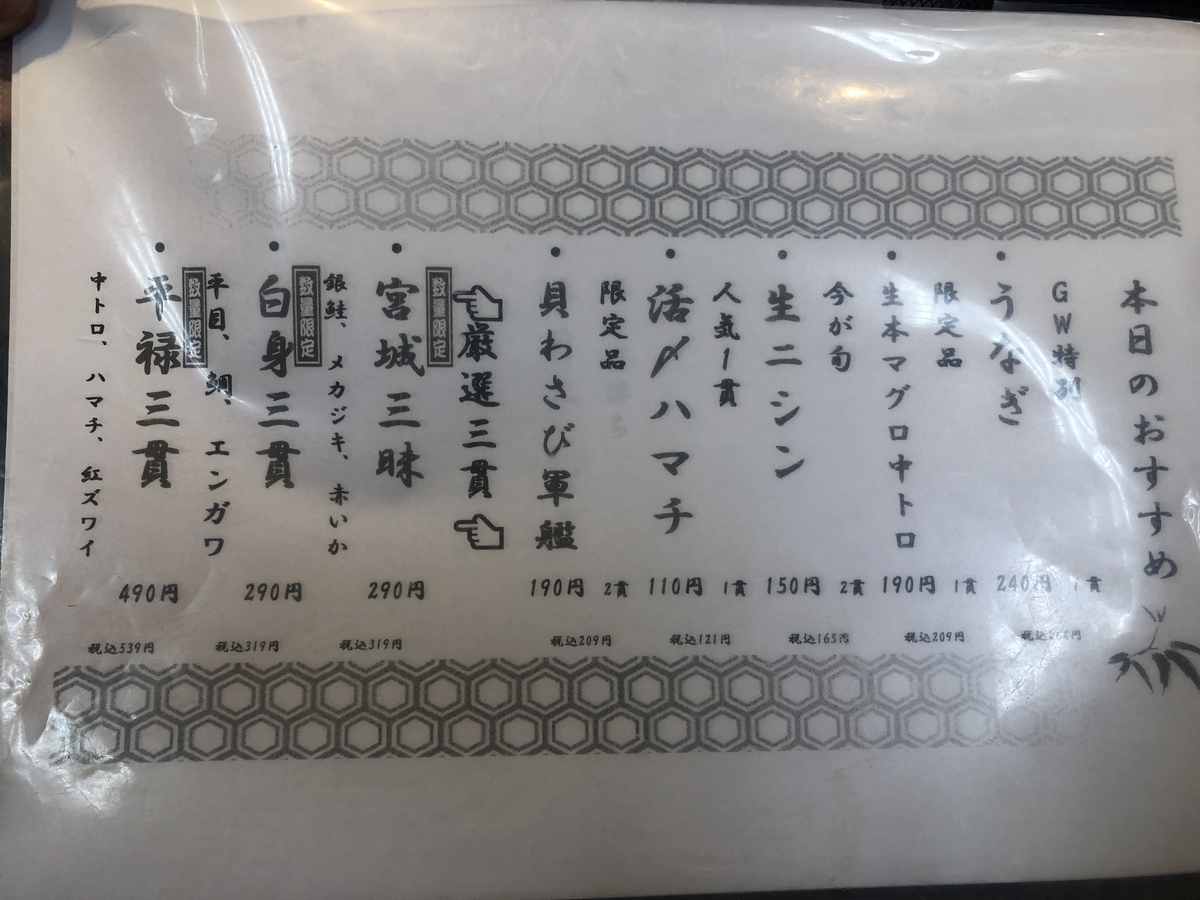 本日のおすすめ
GW特別
・うなぎ 240円 1貫
税込264円
限定品
・生本マグロ中トロ 190円 1貫
税込209円
今が旬
・生ニシン 150円 2貫
税込165円
人気1貫
・活〆ハマチ 110円 1貫
税込121円
限定品
・貝わさび軍艦 190円 2貫
税込209円
☜厳選三貫☜
数量限定
・宮城三昧 290円
税込319円
銀鮭、メカジキ、赤いか
数量限定
・白身三貫 290円
税込319円
平目、鯛、エンガワ
数量限定
・平禄三貫 490円
税込539円
中トロ、ハマチ、紅ズワイ